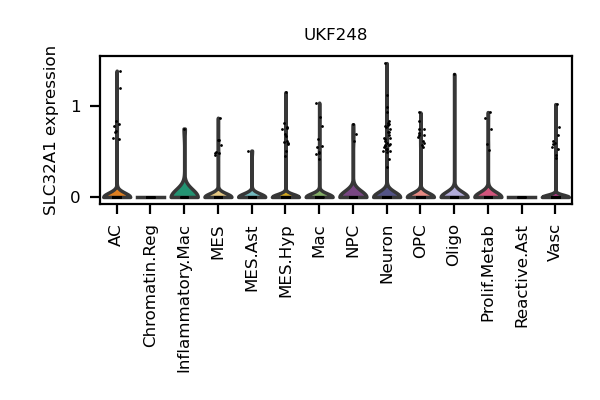 UKF248
SLC32A1 expression
1
0
AC
Chromatin.Reg
Inflammatory.Mac
MES
MES.Ast
MES.Hyp
Mac
NPC
Neuron
OPC
Oligo
Prolif.Metab
Reactive.Ast
Vasc